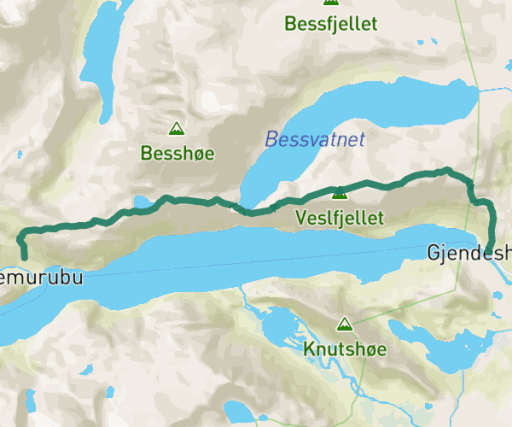 Bessfjellet
Bessvatnet
Besshøe
Veslfjellet
Gjendesh
emurubu
Knutshøe